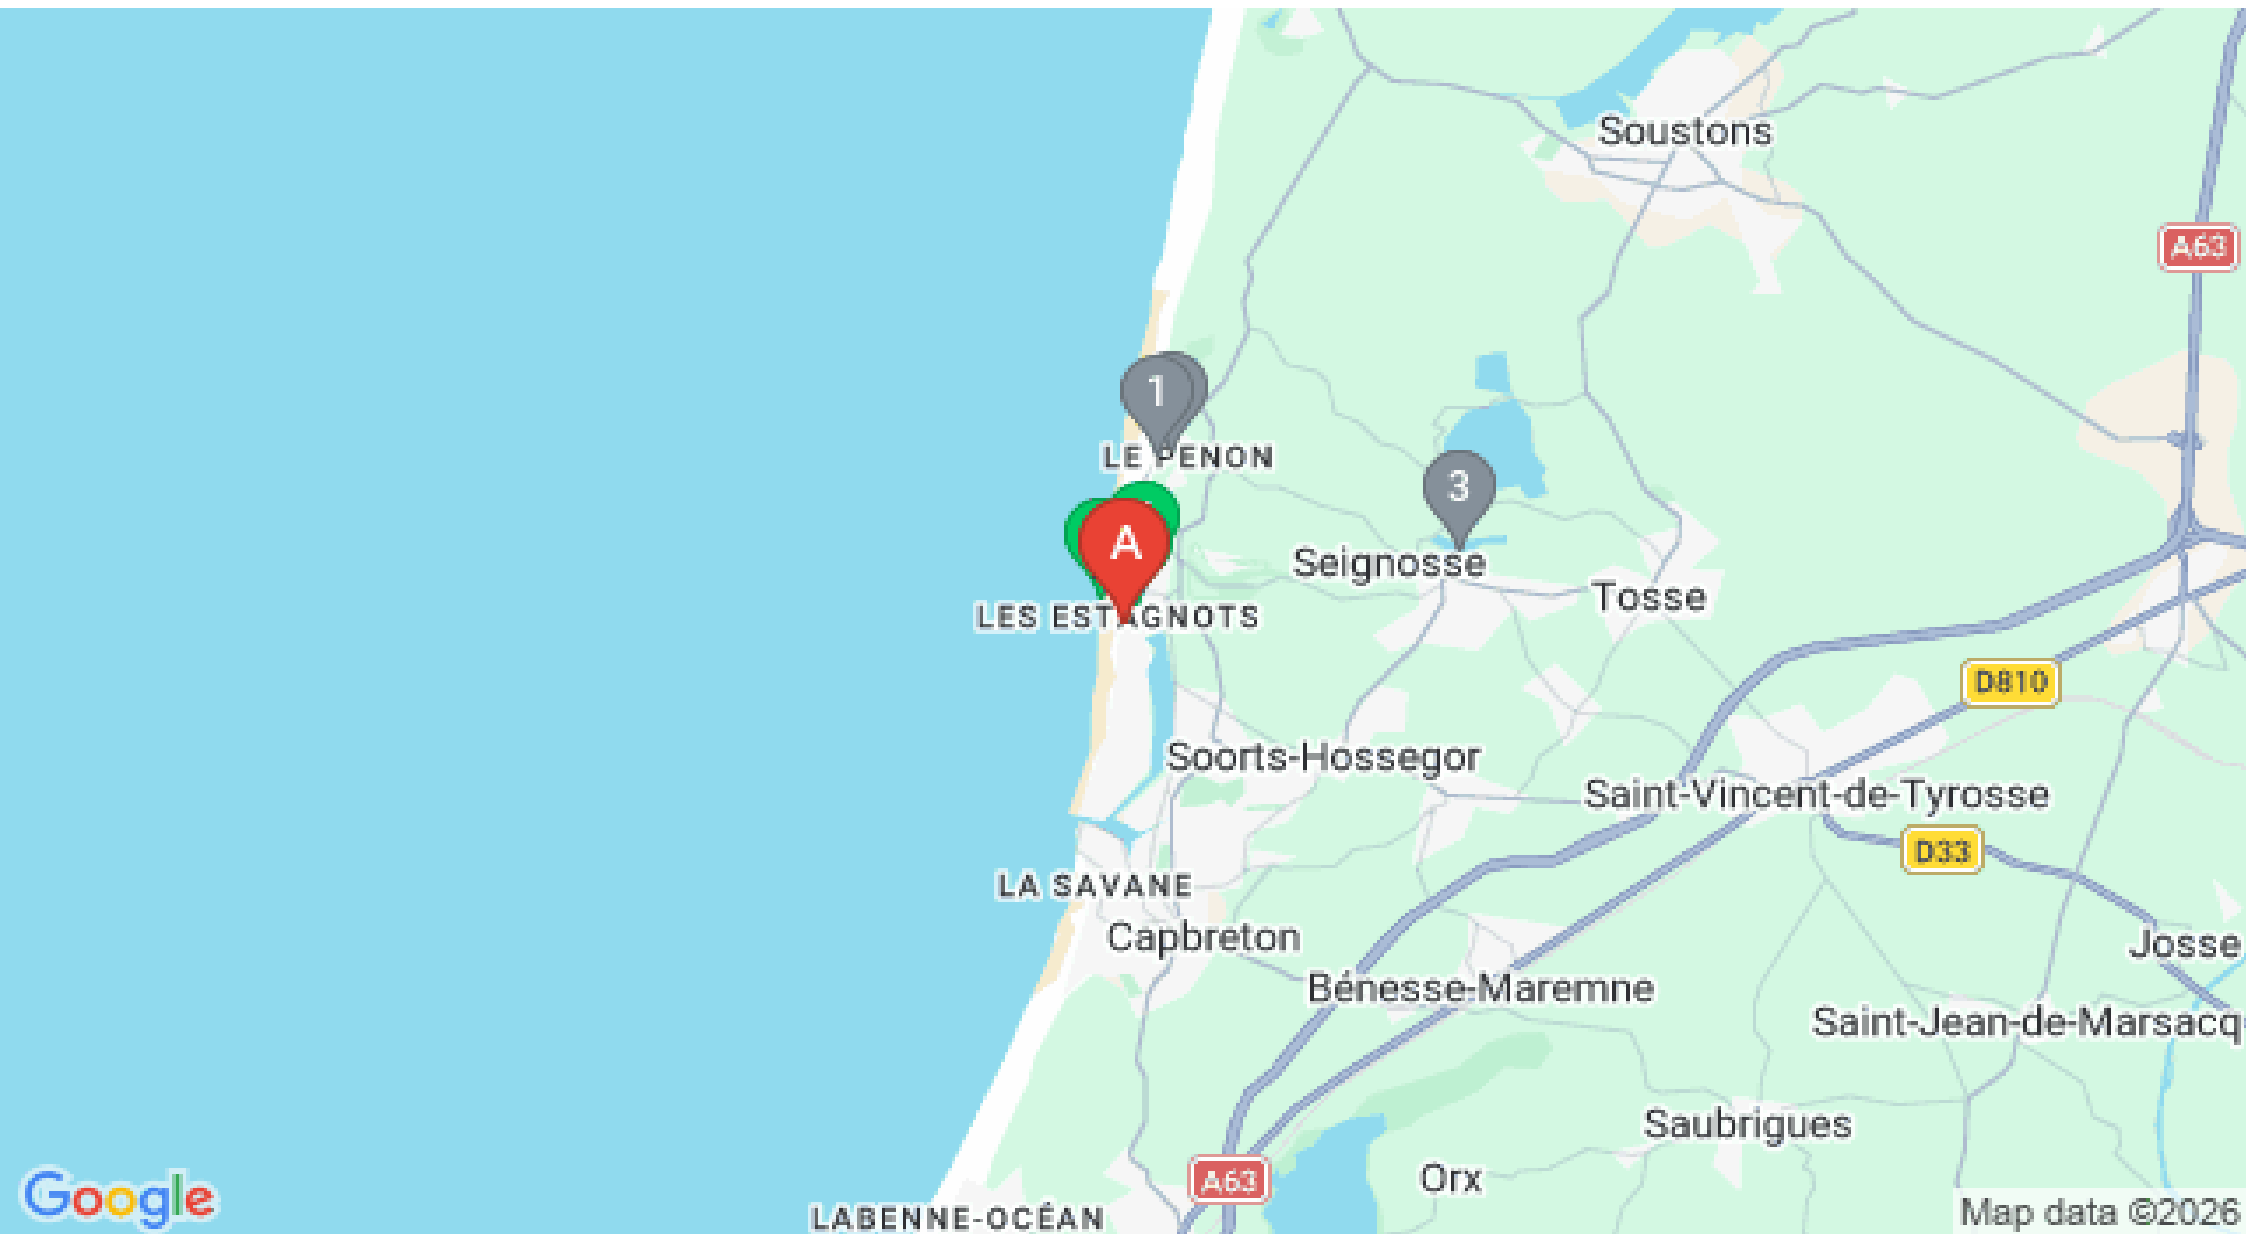 Soustons
A63
1
LE PENON
3
A
Seignosse
LES ESTAGNOTS
Tosse
D810
Soorts-Hossegor
Saint-Vincent-de-Tyrosse
D33
LA SAVANE
Capbreton
Josse
Bénesse-Maremne
Saint-Jean-de-Marsacq
Saubrigues
A63
Orx
Google
LABENNE-OCÉAN
Map data ©2026